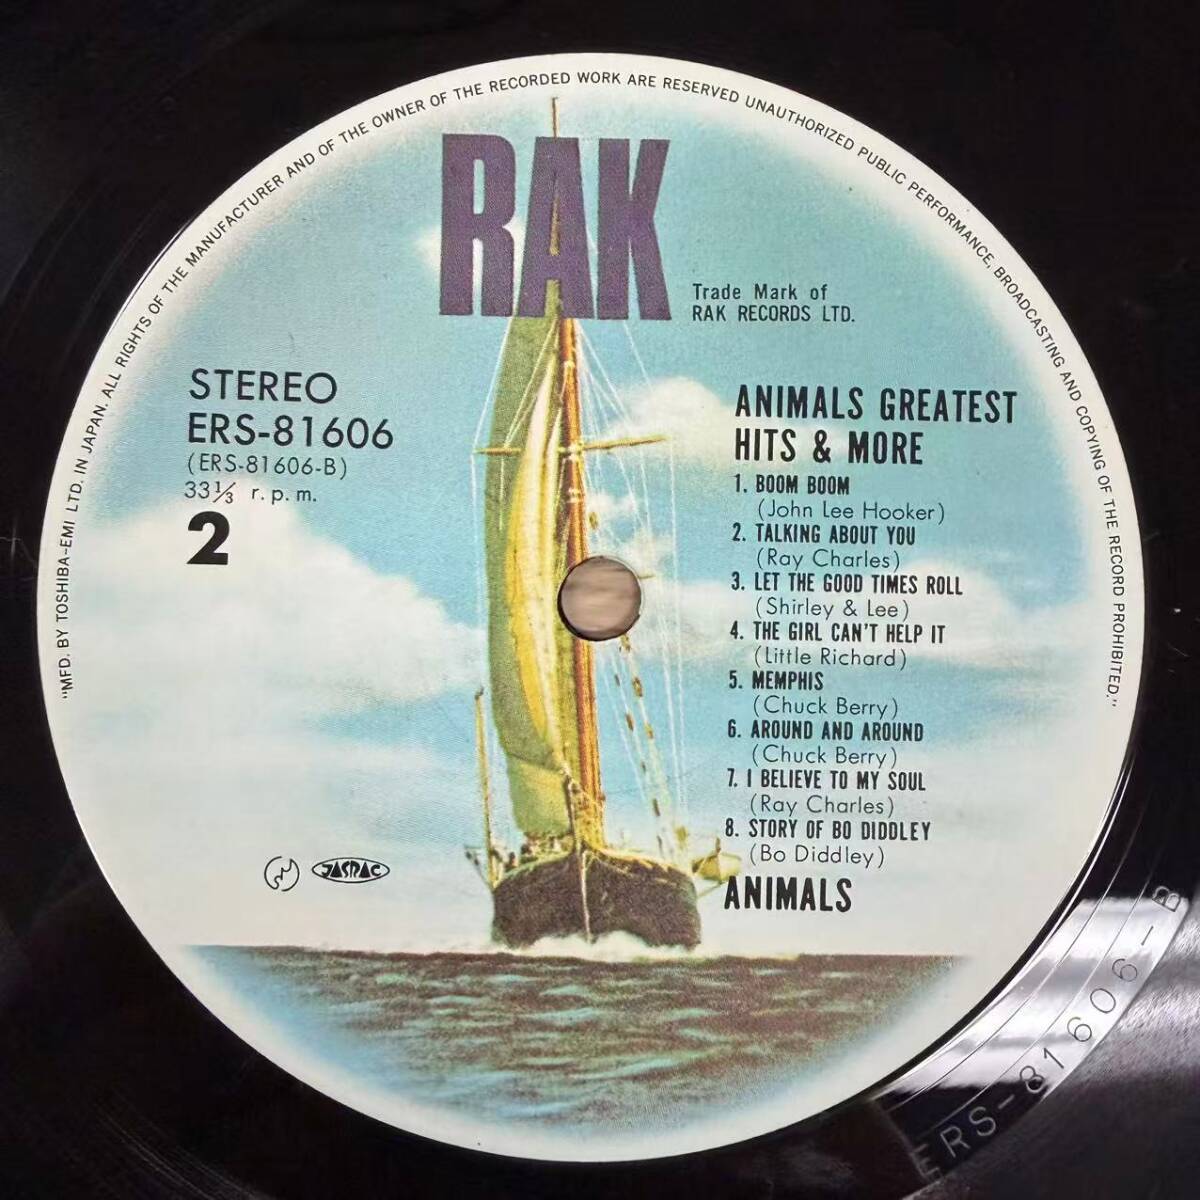 "MFD. BY TOSHIBA-EMI LTD. IN JAPAN. ALL RIGHTS OF THE MANUFACTURER AND OF THE OWNER OF THE RECORDED WORK ARE RESERVED UNAUTHORIZED PUBLIC PERFORMANCE, BROADCASTING AND COPYING OF THE RECORD PROHIBITED."
RAK
Trade Mark of
RAK RECORDS LTD.
STEREO
ERS-81606
(ERS-81606-B)
33⅓ r.p.m.
2
ANIMALS GREATEST
HITS & MORE
1. BOOM BOOM
(John Lee Hooker)
2. TALKING ABOUT YOU
(Ray Charles)
3. LET THE GOOD TIMES ROLL
(Shirley & Lee)
4. THE GIRL CAN'T HELP IT
(Little Richard)
5. MEMPHIS
(Chuck Berry)
6. AROUND AND AROUND
(Chuck Berry)
7. I BELIEVE TO MY SOUL
(Ray Charles)
8. STORY OF BO DIDDLEY
(Bo Diddley)
ANIMALS
JASRAC
ERS-81606-B